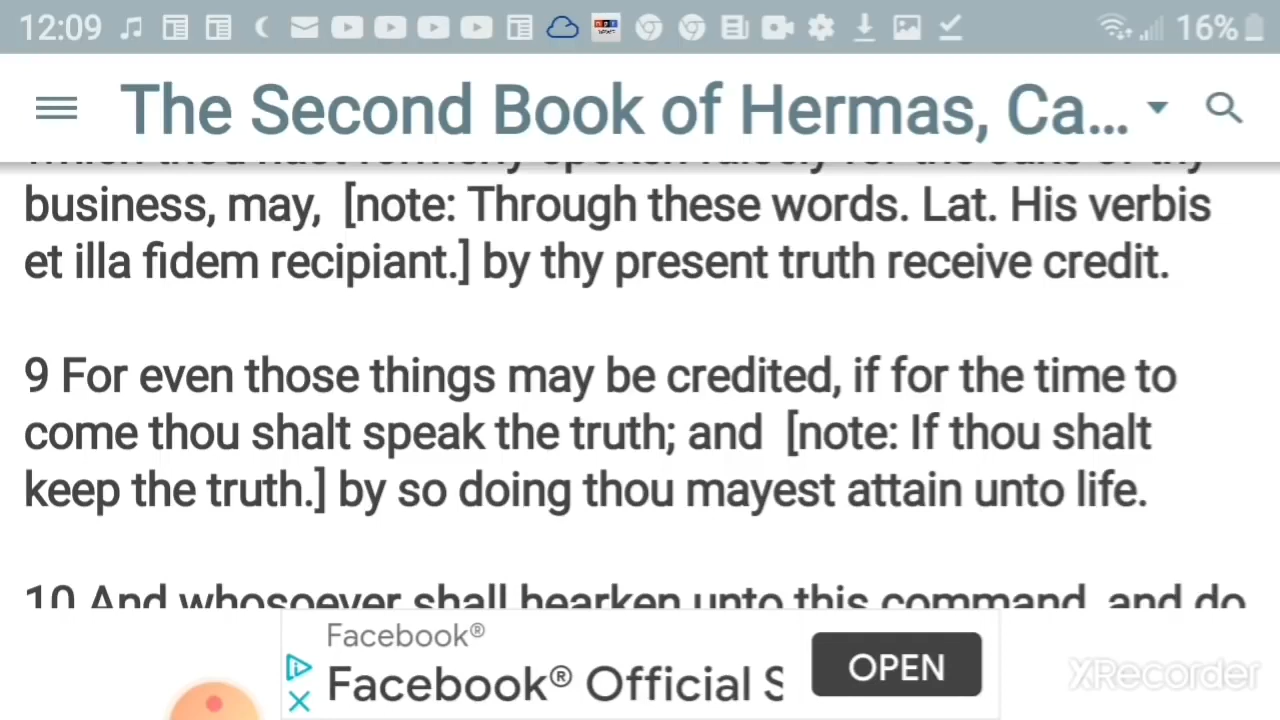 12:09
16%
The Second Book of Hermas, Ca...
business, may, [note: Through these words. Lat. His verbis
et illa fidem recipiant.] by thy present truth receive credit.
9 For even those things may be credited, if for the time to
come thou shalt speak the truth; and [note: If thou shalt
keep the truth.] by so doing thou mayest attain unto life.
10 And whosoever shall hearken unto this command, and do
Facebook®
Facebook® Official S
OPEN
XRecorder